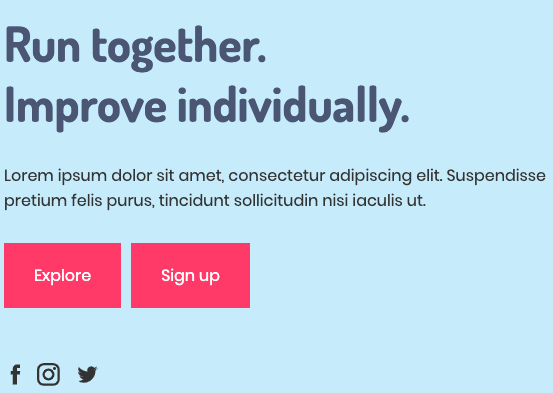 Run together.
Improve individually.
Lorem ipsum dolor sit amet, consectetur adipiscing elit. Suspendisse
pretium felis purus, tincidunt sollicitudin nisi iaculis ut.
Explore
Sign up